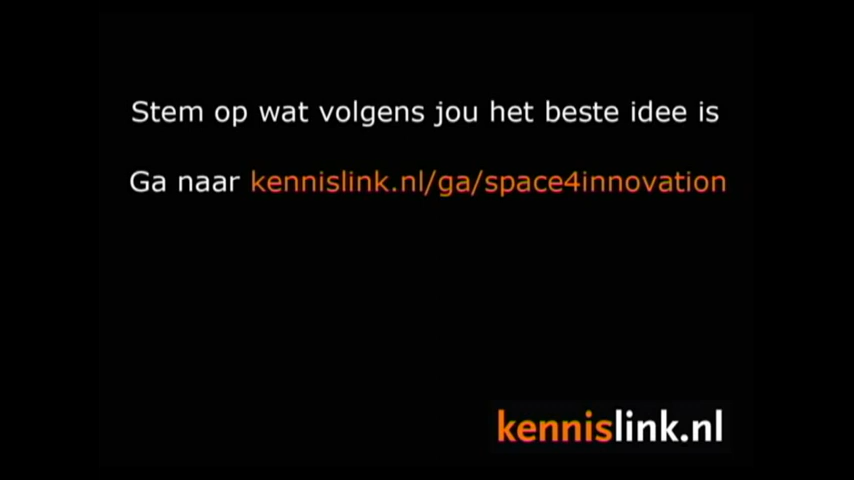 Stem op wat volgens jou het beste idee is
Ga naar kennislink.nl/ga/space4innovation
kennislink.nl